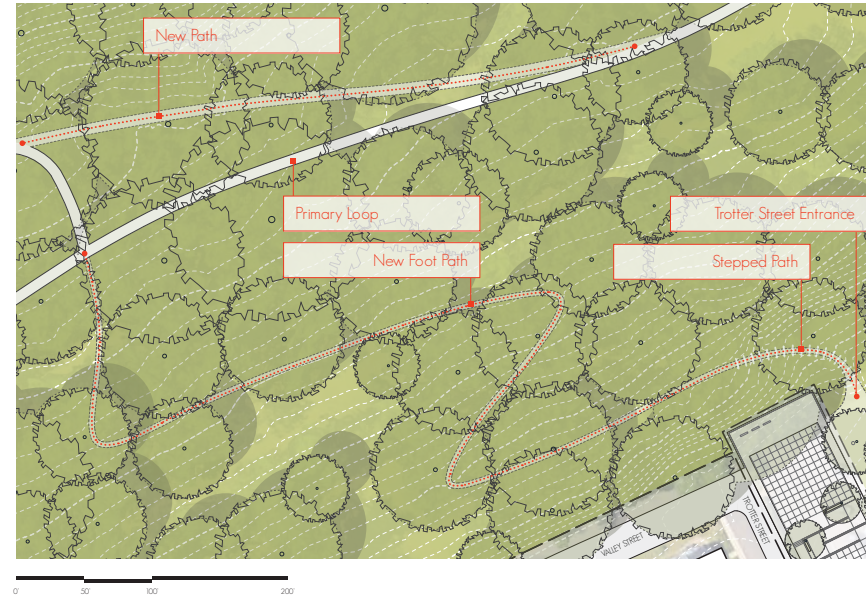 New Path
Primary Loop
Trotter Street Entrance
New Foot Path
Stepped Path
VALLEY STREET
TROTTER STREET
0' 50' 100' 200'